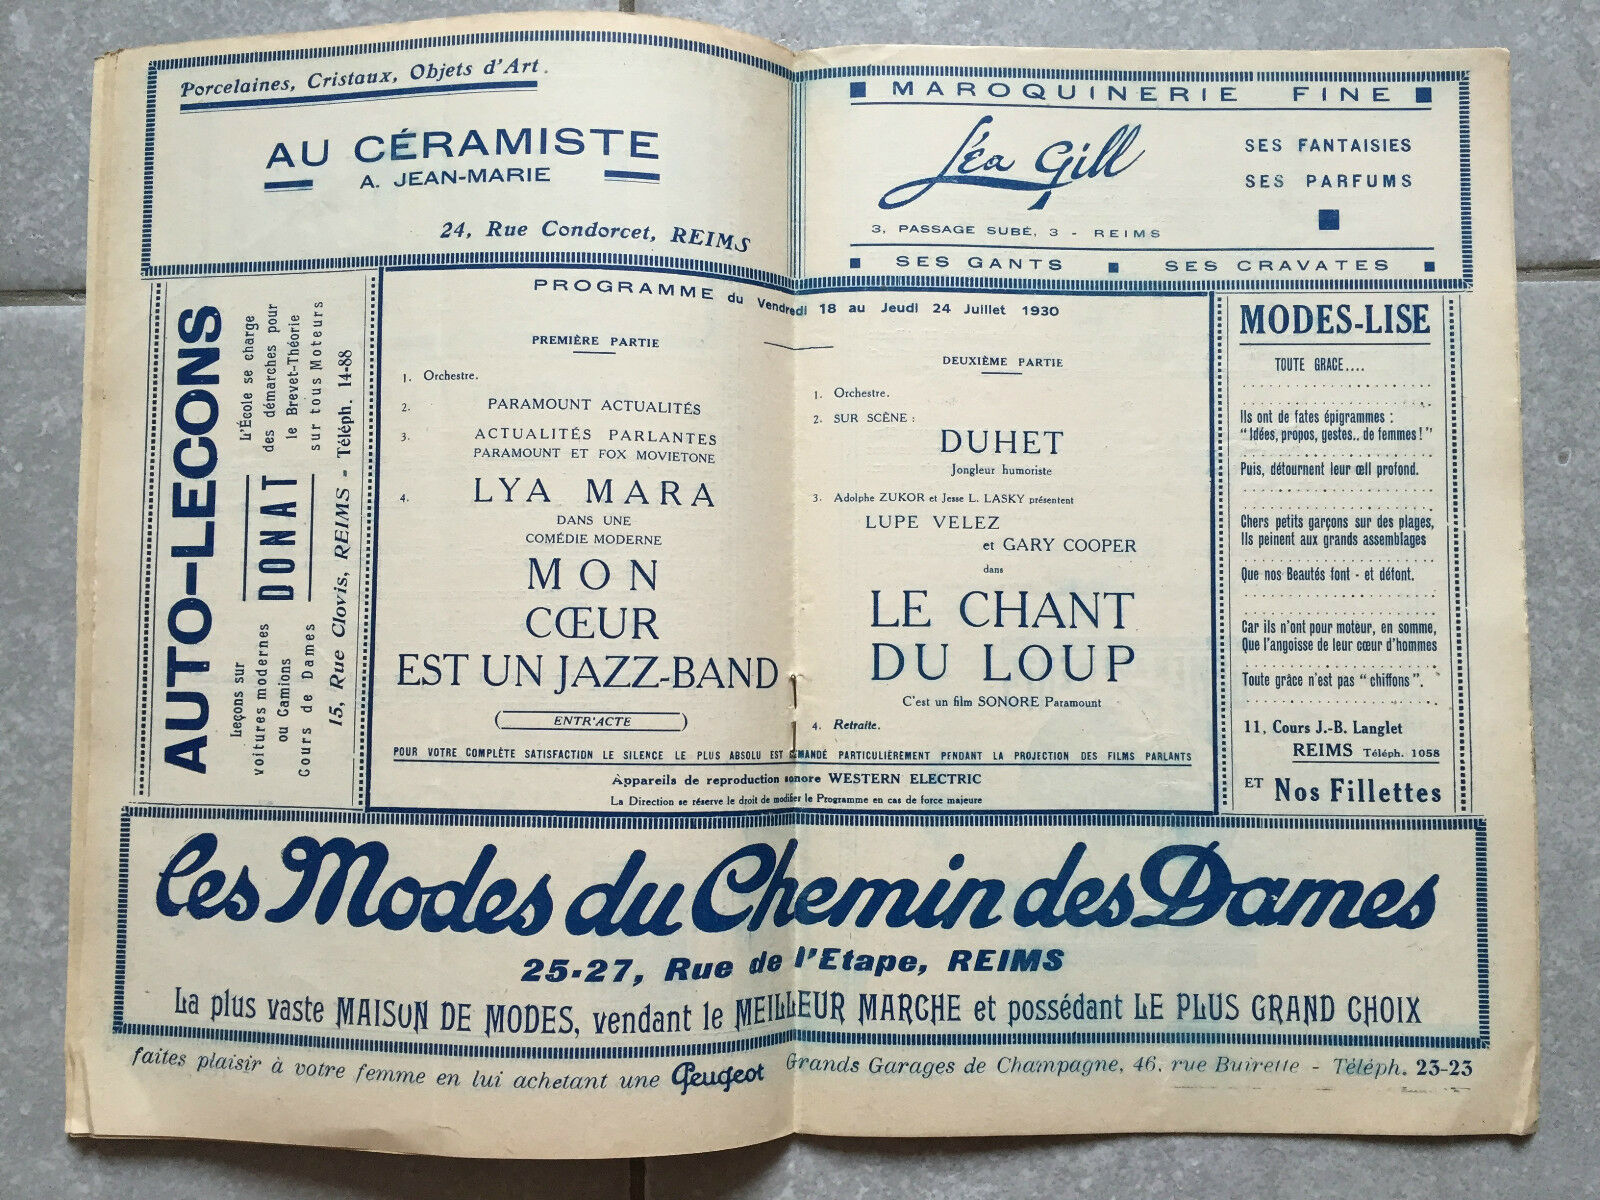 Porcelaines, Cristaux, Objets d'Art.
AU CÉRAMISTE
A. JEAN-MARIE
24, Rue Condorcet, REIMS
MAROQUINERIE FINE
Léa Gill
SES FANTAISIES
SES PARFUMS
3, PASSAGE SUBÉ, 3 - REIMS
SES GANTS SES CRAVATES
AUTO-LEÇONS
Leçons sur
voitures modernes
ou Camions
Cours de Dames
DONAT
L'École se charge
des démarches pour
le Brevet-Théorie
sur tous Moteurs
15, Rue Clovis, REIMS - Téléph. 14-88
PROGRAMME du Vendredi 18 au Jeudi 24 Juillet 1930
PREMIÈRE PARTIE
1. Orchestre.
2. PARAMOUNT ACTUALITÉS
3. ACTUALITÉS PARLANTES
PARAMOUNT ET FOX MOVIETONE
4. LYA MARA
DANS UNE
COMÉDIE MODERNE
MON
CŒUR
EST UN JAZZ-BAND
ENTR'ACTE
DEUXIÈME PARTIE
1. Orchestre.
2. SUR SCÈNE :
DUHET
Jongleur humoriste
3. Adolphe ZUKOR et Jesse L. LASKY présentent
LUPE VELEZ
et GARY COOPER
dans
LE CHANT
DU LOUP
C'est un film SONORE Paramount
4. Retraite.
POUR VOTRE COMPLÈTE SATISFACTION LE SILENCE LE PLUS ABSOLU EST DEMANDÉ PARTICULIÈREMENT PENDANT LA PROJECTION DES FILMS PARLANTS
Appareils de reproduction sonore WESTERN ELECTRIC
La Direction se réserve le droit de modifier le Programme en cas de force majeure
MODES-LISE
TOUTE GRACE....
Ils ont de fates épigrammes :
"Idées, propos, gestes.. de femmes !"
Puis, détournent leur œil profond.
Chers petits garçons sur des plages,
Ils peinent aux grands assemblages
Que nos Beautés font - et défont.
Car ils n'ont pour moteur, en somme,
Que l'angoisse de leur cœur d'hommes
Toute grâce n'est pas "chiffons".
11, Cours J.-B. Langlet
REIMS Téléph. 1058
ET Nos Fillettes
les Modes du Chemin des Dames
25-27, Rue de l'Etape, REIMS
La plus vaste MAISON DE MODES, vendant le MEILLEUR MARCHE et possédant LE PLUS GRAND CHOIX
faites plaisir à votre femme en lui achetant une Peugeot Grands Garages de Champagne, 46, rue Buirette - Téléph. 23-23